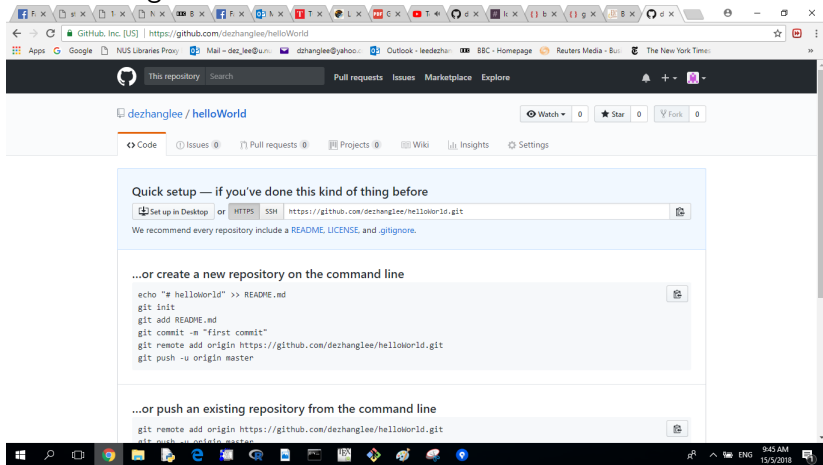 GitHub, Inc. [US] | https://github.com/dezhanglee/helloWorld
Apps Google NUS Libraries Proxy Mail – dez_lee@u.nu dzhanglee@yahoo.c Outlook - leedezhan BBC - Homepage Reuters Media - Bus The New York Times
This repository Search Pull requests Issues Marketplace Explore
dezhanglee / helloWorld Watch 0 Star 0 Fork 0
Code Issues 0 Pull requests 0 Projects 0 Wiki Insights Settings
Quick setup — if you've done this kind of thing before
Set up in Desktop or HTTPS SSH https://github.com/dezhanglee/helloWorld.git
We recommend every repository include a README, LICENSE, and .gitignore.
...or create a new repository on the command line
echo "# helloWorld" >> README.md
git init
git add README.md
git commit -m "first commit"
git remote add origin https://github.com/dezhanglee/helloWorld.git
git push -u origin master
...or push an existing repository from the command line
git remote add origin https://github.com/dezhanglee/helloWorld.git
git push -u origin master
ENG 9:45 AM
15/5/2018